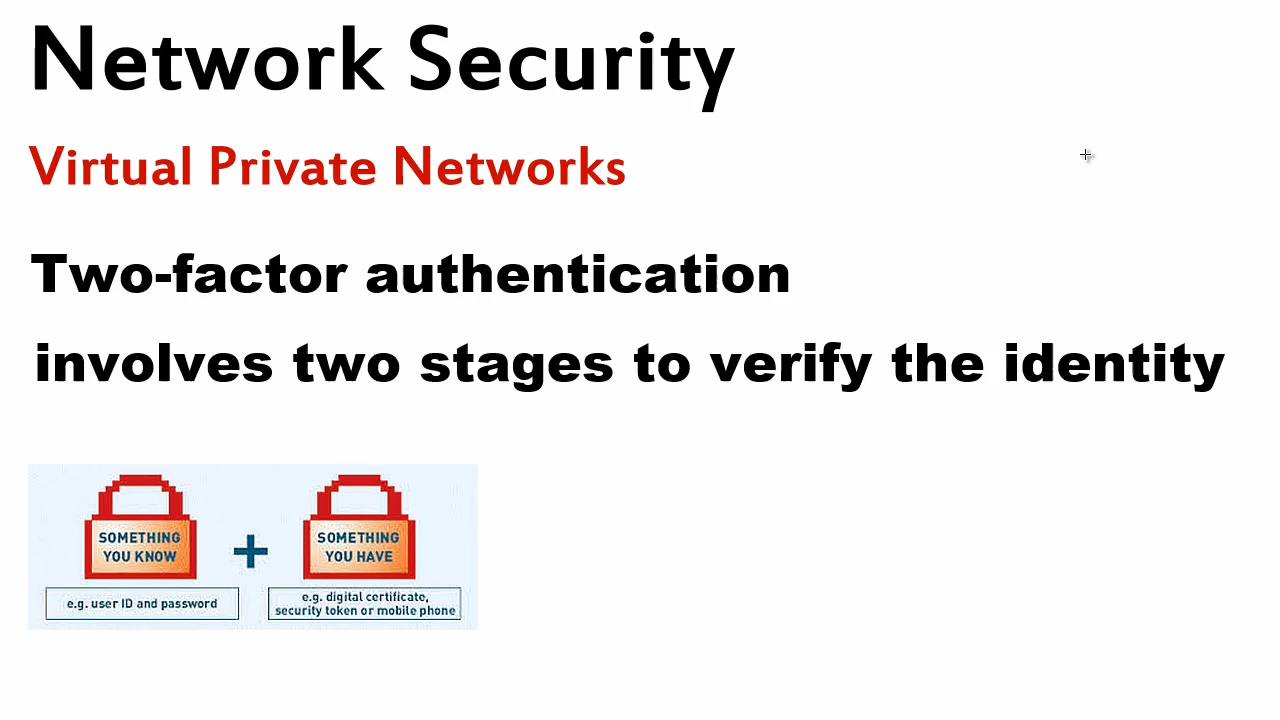 Network Security
Virtual Private Networks
Two-factor authentication
involves two stages to verify the identity
SOMETHING
YOU KNOW
+
SOMETHING
YOU HAVE
e.g. user ID and password
e.g. digital certificate,
security token or mobile phone